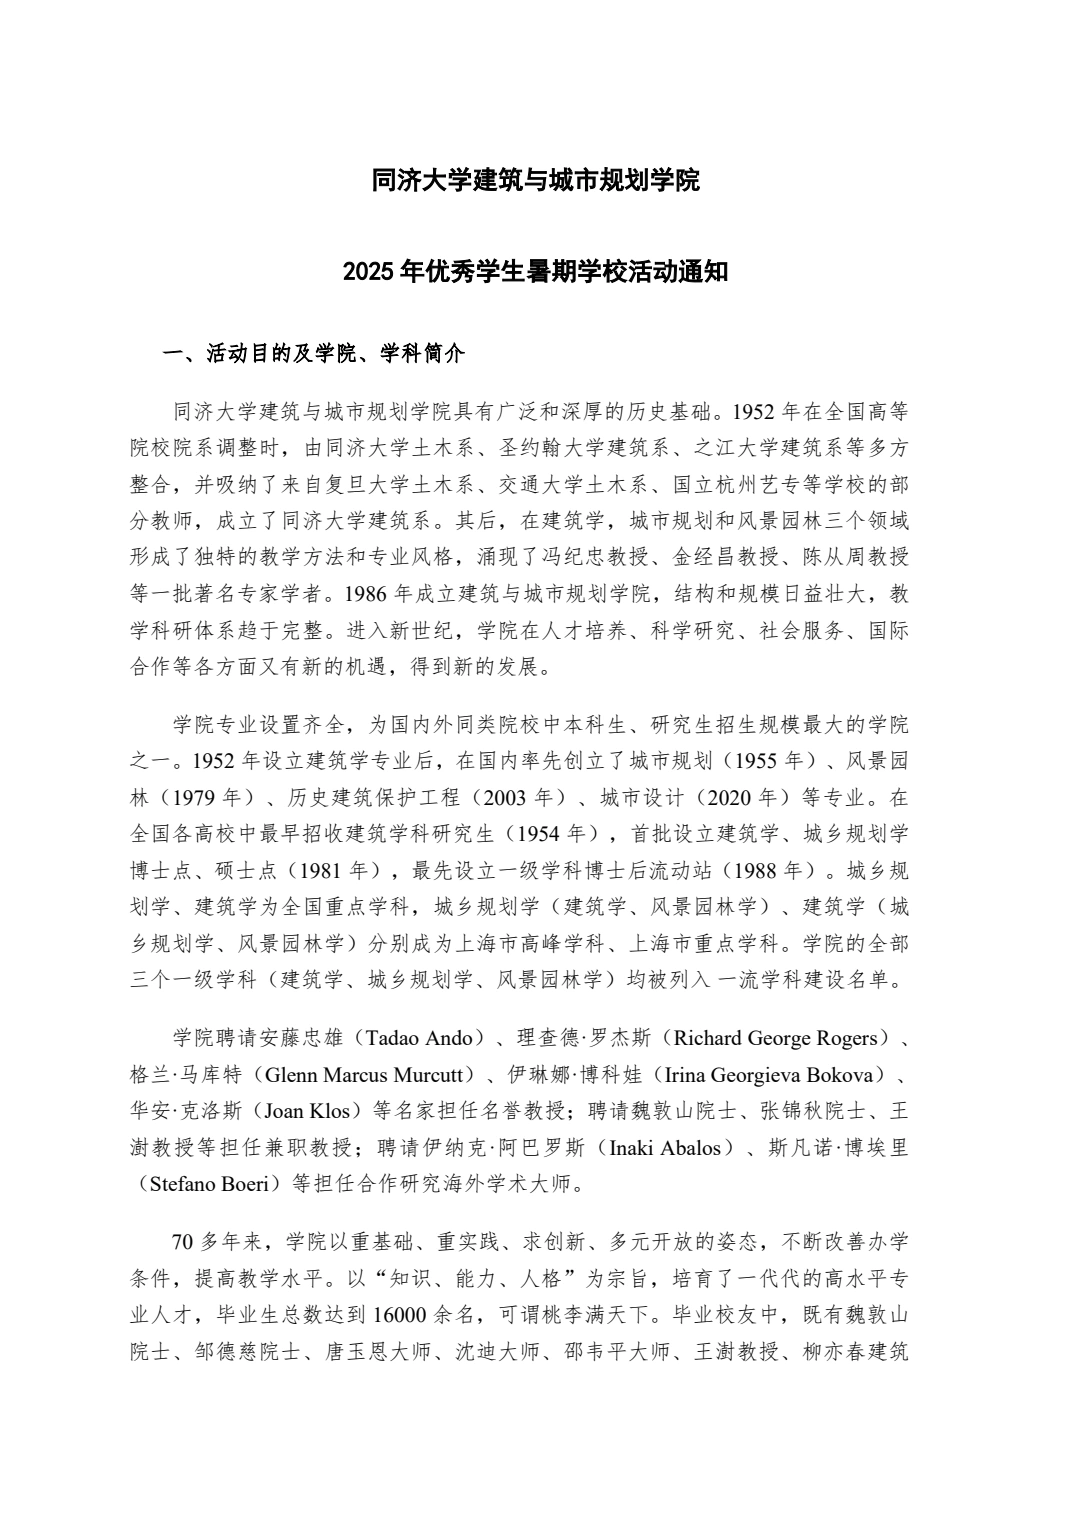 同济大学建筑与城市规划学院
2025 年优秀学生暑期学校活动通知
一、活动目的及学院、学科简介
同济大学建筑与城市规划学院具有广泛和深厚的历史基础。1952 年在全国高等
院校院系调整时，由同济大学土木系、圣约翰大学建筑系、之江大学建筑系等多方
整合，并吸纳了来自复旦大学土木系、交通大学土木系、国立杭州艺专等学校的部
分教师，成立了同济大学建筑系。其后，在建筑学，城市规划和风景园林三个领域
形成了独特的教学方法和专业风格，涌现了冯纪忠教授、金经昌教授、陈从周教授
等一批著名专家学者。1986 年成立建筑与城市规划学院，结构和规模日益壮大，教
学科研体系趋于完整。进入新世纪，学院在人才培养、科学研究、社会服务、国际
合作等各方面又有新的机遇，得到新的发展。
学院专业设置齐全，为国内外同类院校中本科生、研究生招生规模最大的学院
之一。1952 年设立建筑学专业后，在国内率先创立了城市规划（1955 年）、风景园
林（1979 年）、历史建筑保护工程（2003 年）、城市设计（2020 年）等专业。在
全国各高校中最早招收建筑学科研究生（1954 年），首批设立建筑学、城乡规划学
博士点、硕士点（1981 年），最先设立一级学科博士后流动站（1988 年）。城乡规
划学、建筑学为全国重点学科，城乡规划学（建筑学、风景园林学）、建筑学（城
乡规划学、风景园林学）分别成为上海市高峰学科、上海市重点学科。学院的全部
三个一级学科（建筑学、城乡规划学、风景园林学）均被列入 一流学科建设名单。
学院聘请安藤忠雄（Tadao Ando）、理查德·罗杰斯（Richard George Rogers）、
格兰·马库特（Glenn Marcus Murcutt）、伊琳娜·博科娃（Irina Georgieva Bokova）、
华安·克洛斯（Joan Klos）等名家担任名誉教授；聘请魏敦山院士、张锦秋院士、王
澍教授等担任兼职教授；聘请伊纳克·阿巴罗斯（Inaki Abalos）、斯凡诺·博埃里
（Stefano Boeri）等担任合作研究海外学术大师。
70 多年来，学院以重基础、重实践、求创新、多元开放的姿态，不断改善办学
条件，提高教学水平。以“知识、能力、人格”为宗旨，培育了一代代的高水平专
业人才，毕业生总数达到 16000 余名，可谓桃李满天下。毕业校友中，既有魏敦山
院士、邹德慈院士、唐玉恩大师、沈迪大师、邵韦平大师、王澍教授、柳亦春建筑